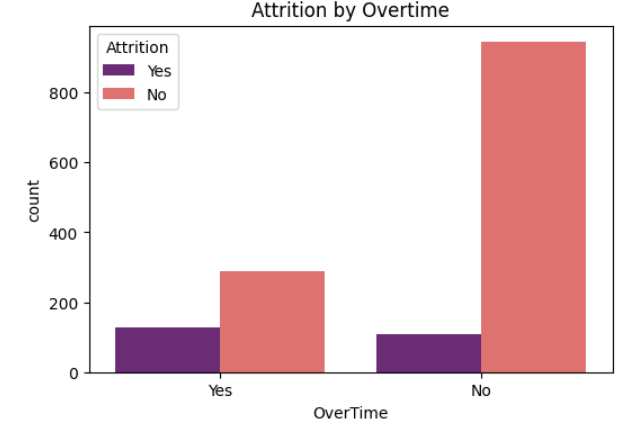 Attrition by Overtime
Attrition
Yes
No
800
600
400
200
0
count
Yes
No
OverTime